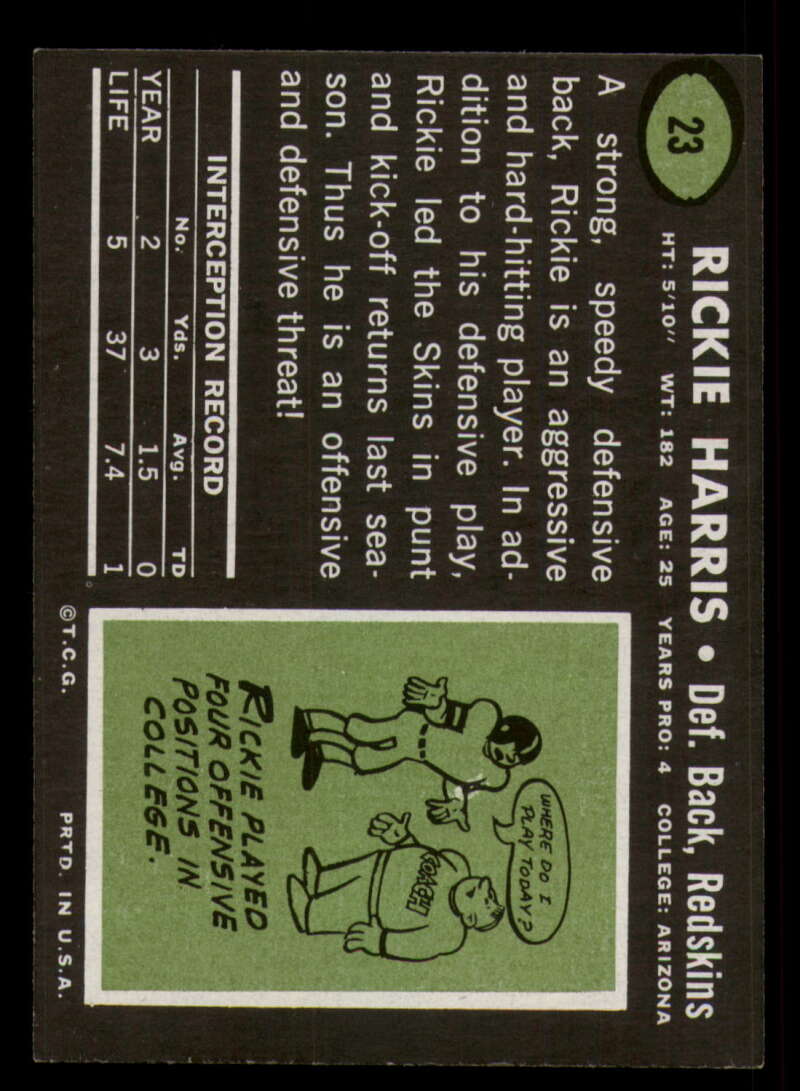 23
RICKIE HARRIS • Def. Back, Redskins
HT: 5'10" WT: 182 AGE: 25 YEARS PRO: 4 COLLEGE: ARIZONA
A strong, speedy defensive
back, Rickie is an aggressive
and hard-hitting player. In ad-
dition to his defensive play,
Rickie led the Skins in punt
and kick-off returns last sea-
son. Thus he is an offensive
and defensive threat!
INTERCEPTION RECORD
No. Yds. Avg. TD
YEAR 2 3 1.5 0
LIFE 5 37 7.4 1
WHERE DO I
PLAY TODAY?
COACH
RICKIE PLAYED
FOUR OFFENSIVE
POSITIONS IN
COLLEGE.
©T.C.G. PRTD. IN U.S.A.